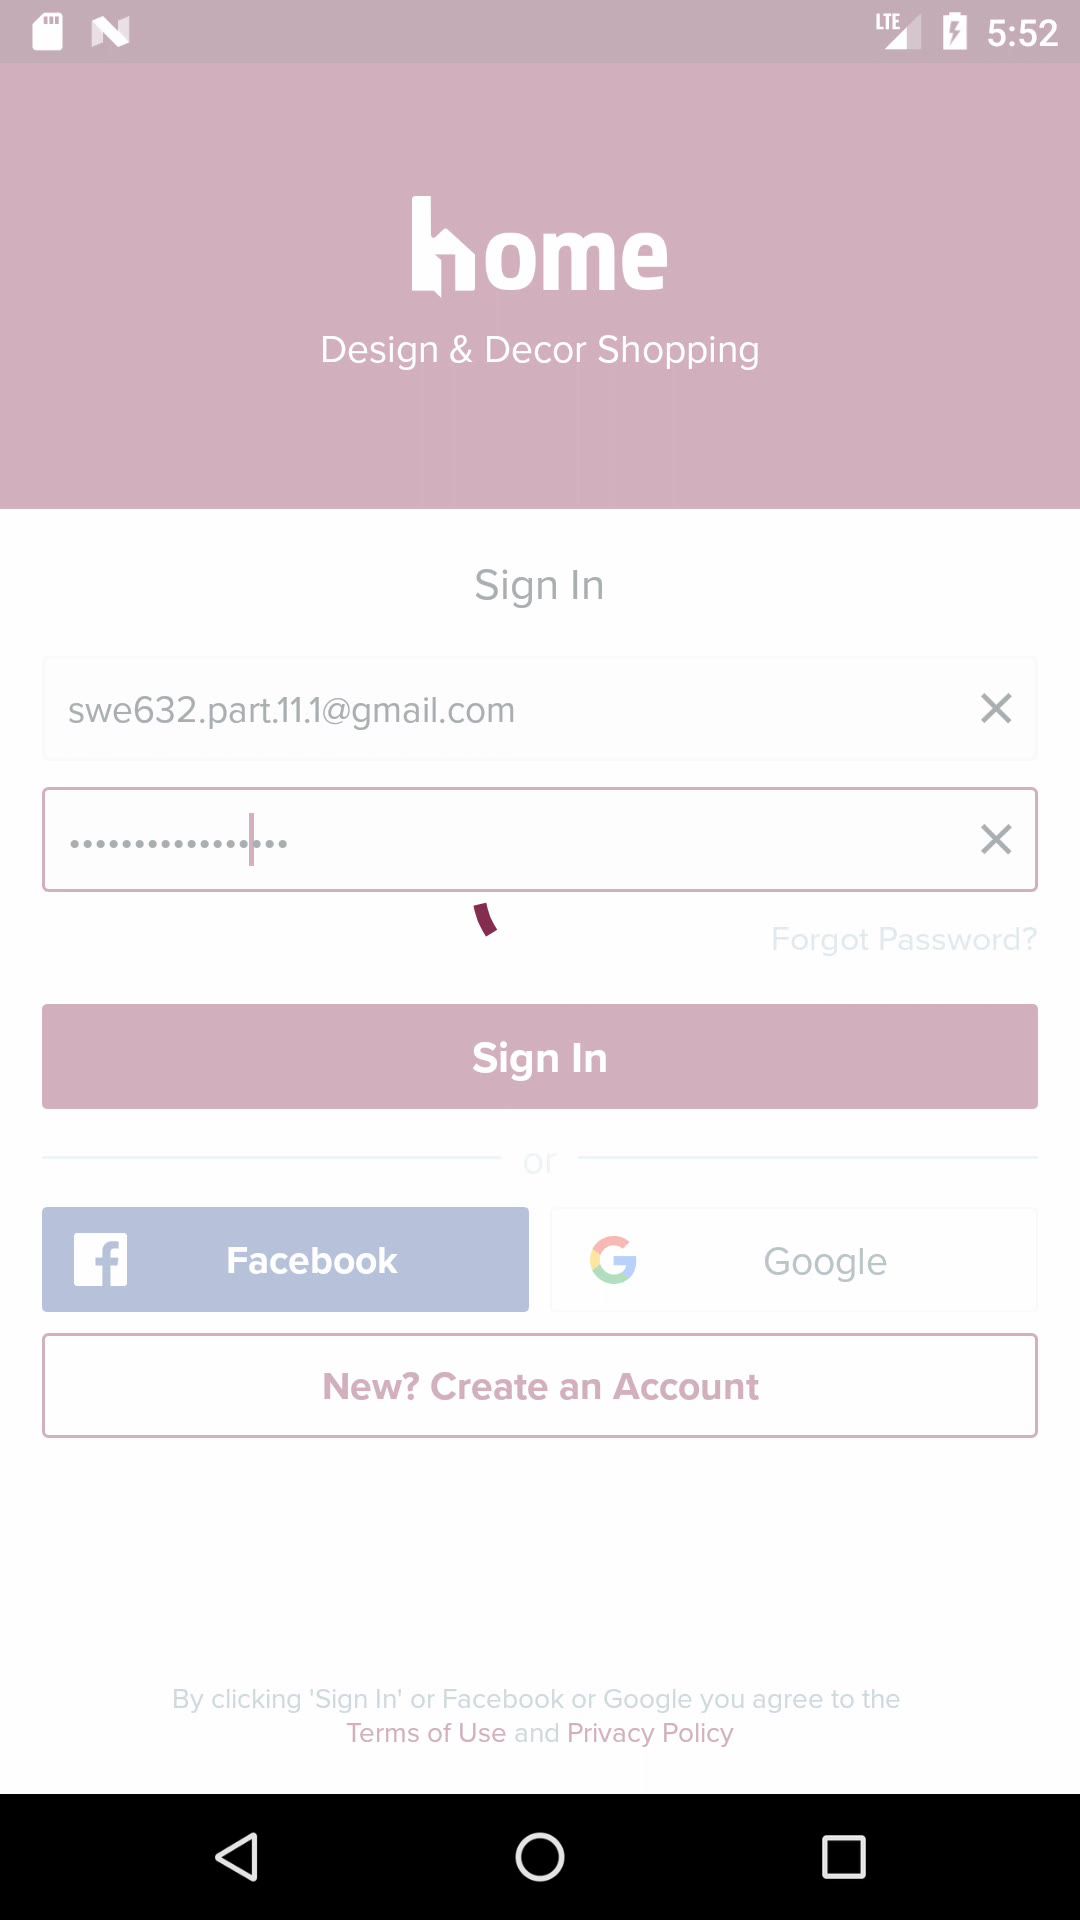 LTE 5:52
home
Design & Decor Shopping
Sign In
swe632.part.11.1@gmail.com
•••••••••••••••••
Forgot Password?
Sign In
or
Facebook
Google
New? Create an Account
By clicking 'Sign In' or Facebook or Google you agree to the
Terms of Use and Privacy Policy